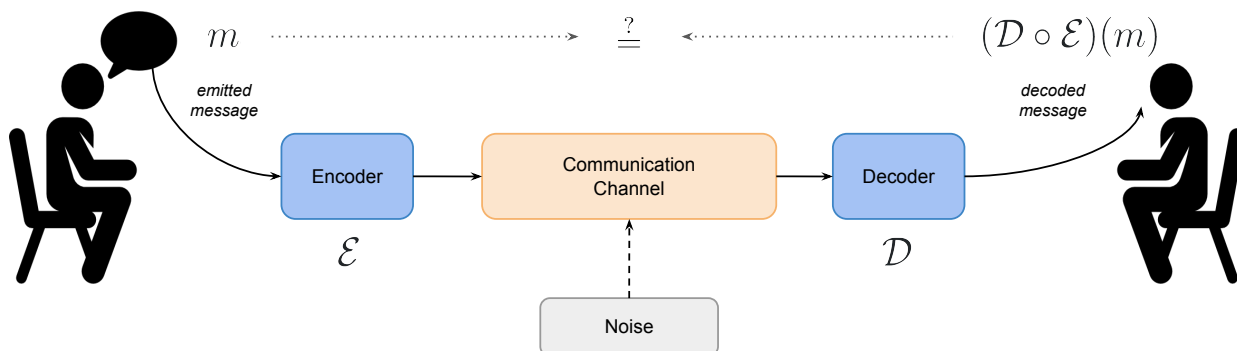 m ≟ (𝒟 ∘ ℰ)(m)
emitted
message
decoded
message
Encoder
Communication
Channel
Decoder
ℰ
𝒟
Noise